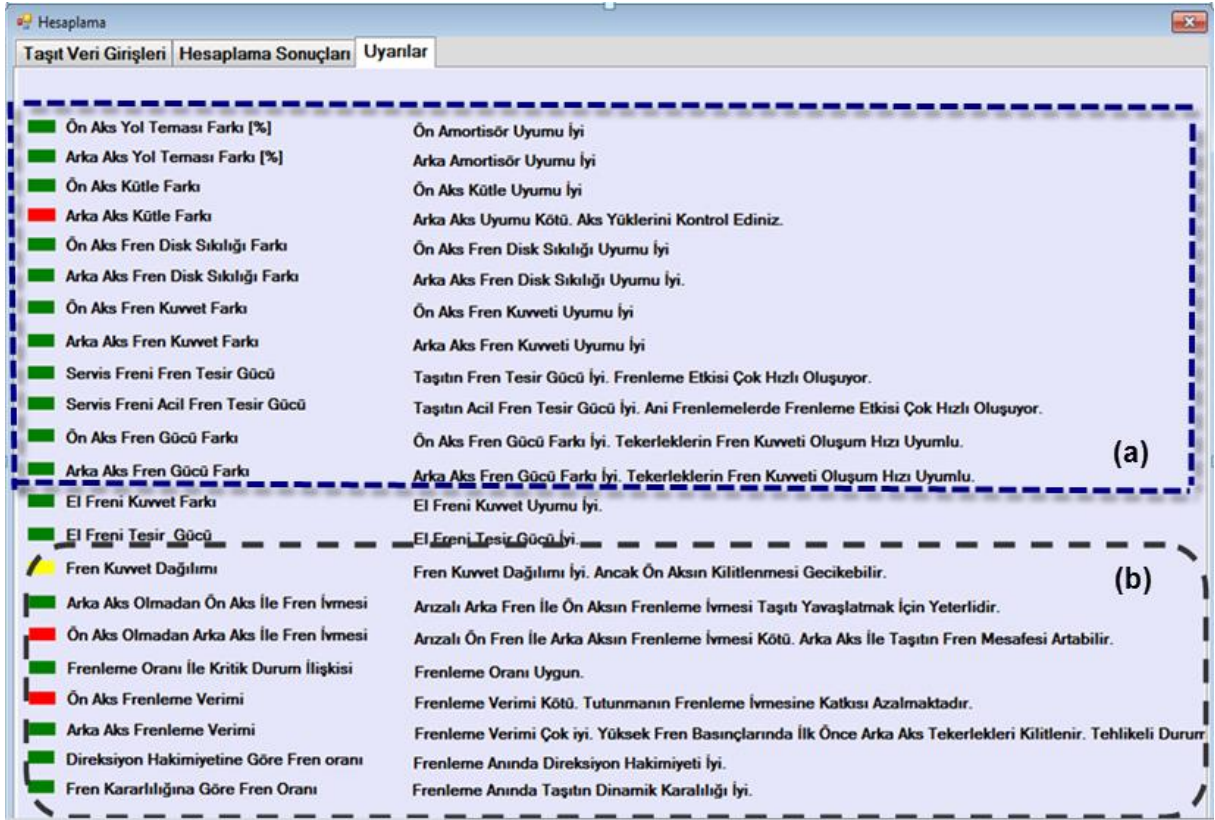 Hesaplama
Taşıt Veri Girişleri Hesaplama Sonuçları Uyarılar
Ön Aks Yol Teması Farkı [%] Ön Amortisör Uyumu İyi
Arka Aks Yol Teması Farkı [%] Arka Amortisör Uyumu İyi
Ön Aks Kütle Farkı Ön Aks Kütle Uyumu İyi
Arka Aks Kütle Farkı Arka Aks Uyumu Kötü. Aks Yüklerini Kontrol Ediniz.
Ön Aks Fren Disk Sıkılığı Farkı Ön Aks Fren Disk Sıkılığı Uyumu İyi
Arka Aks Fren Disk Sıkılığı Farkı Arka Aks Fren Disk Sıkılığı Uyumu İyi.
Ön Aks Fren Kuvvet Farkı Ön Aks Fren Kuvveti Uyumu İyi
Arka Aks Fren Kuvvet Farkı Arka Aks Fren Kuvveti Uyumu İyi
Servis Freni Fren Tesir Gücü Taşıtın Fren Tesir Gücü İyi. Frenleme Etkisi Çok Hızlı Oluşuyor.
Servis Freni Acil Fren Tesir Gücü Taşıtın Acil Fren Tesir Gücü İyi. Ani Frenlemelerde Frenleme Etkisi Çok Hızlı Oluşuyor.
Ön Aks Fren Gücü Farkı Ön Aks Fren Gücü Farkı İyi. Tekerleklerin Fren Kuvveti Oluşum Hızı Uyumlu.
(a)
Arka Aks Fren Gücü Farkı Arka Aks Fren Gücü Farkı İyi. Tekerleklerin Fren Kuvveti Oluşum Hızı Uyumlu.
El Freni Kuvvet Farkı El Freni Kuvvet Uyumu İyi.
El Freni Tesir Gücü El Freni Tesir Gücü İyi.
Fren Kuvvet Dağılımı Fren Kuvvet Dağılımı İyi. Ancak Ön Aksın Kilitlenmesi Gecikebilir.
(b)
Arka Aks Olmadan Ön Aks İle Fren İvmesi Arızalı Arka Fren İle Ön Aksın Frenleme İvmesi Taşıtı Yavaşlatmak İçin Yeterlidir.
Ön Aks Olmadan Arka Aks İle Fren İvmesi Arızalı Ön Fren İle Arka Aksın Frenleme İvmesi Kötü. Arka Aks İle Taşıtın Fren Mesafesi Artabilir.
Frenleme Oranı İle Kritik Durum İlişkisi Frenleme Oranı Uygun.
Ön Aks Frenleme Verimi Frenleme Verimi Kötü. Tutunmanın Frenleme İvmesine Katkısı Azalmaktadır.
Arka Aks Frenleme Verimi Frenleme Verimi Çok iyi. Yüksek Fren Basınçlarında İlk Önce Arka Aks Tekerlekleri Kilitlenir. Tehlikeli Durum
Direksiyon Hakimiyetine Göre Fren oranı Frenleme Anında Direksiyon Hakimiyeti İyi.
Fren Kararlılığına Göre Fren Oranı Frenleme Anında Taşıtın Dinamik Karalılığı İyi.